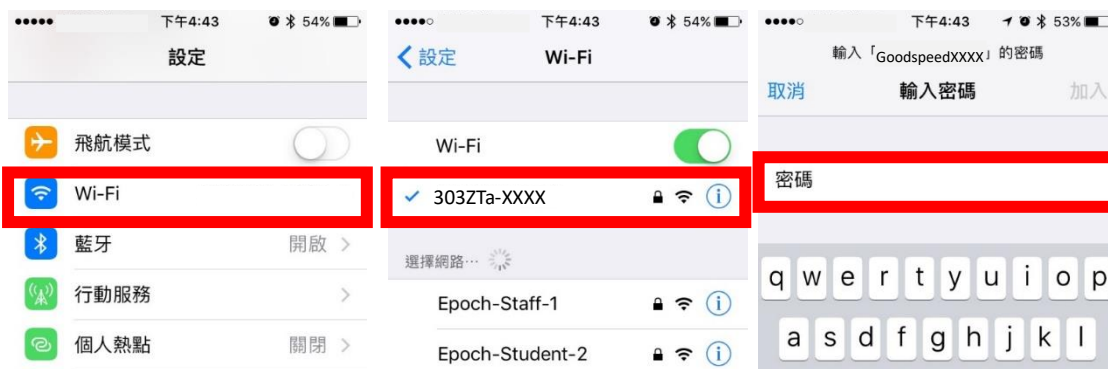 下午4:43 54%
設定
飛航模式
Wi-Fi
藍牙 開啟
行動服務
個人熱點 關閉
下午4:43 54%
設定 Wi-Fi
Wi-Fi
303ZTa-XXXX
選擇網路⋯
Epoch-Staff-1
Epoch-Student-2
下午4:43 53%
輸入「GoodspeedXXXX」的密碼
取消 輸入密碼 加入
密碼
q w e r t y u i o p
a s d f g h j k l